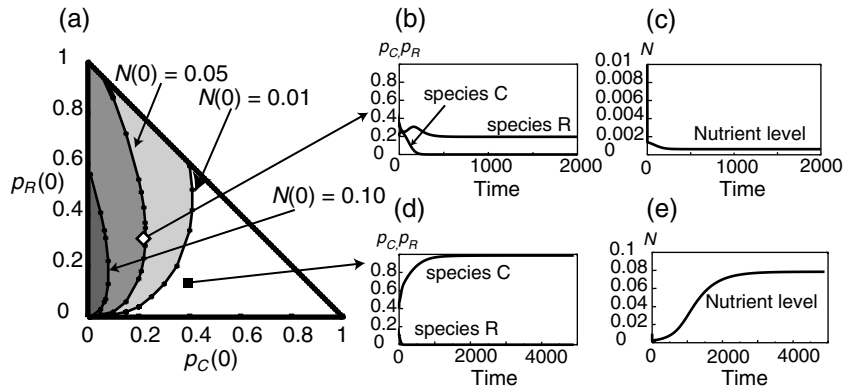 (a)
1
0.8
0.6
0.4
0.2
0
p_R(0)
N(0) = 0.05
N(0) = 0.01
N(0) = 0.10
0 0.2 0.4 0.6 0.8 1
p_C(0)
(b)
p_C,p_R
0.8
0.4
0.2
0
species C
species R
0 1000 2000
Time
(c)
N
0.01
0.01
0.006
0.002
0
Nutrient level
0 1000 2000
Time
(d)
p_C,p_R
0.8
0.6
0.4
0.2
0
species C
species R
0 2000 4000
Time
(e)
N
0.1
0.08
0.06
0.04
0.02
0
Nutrient level
0 2000 4000
Time